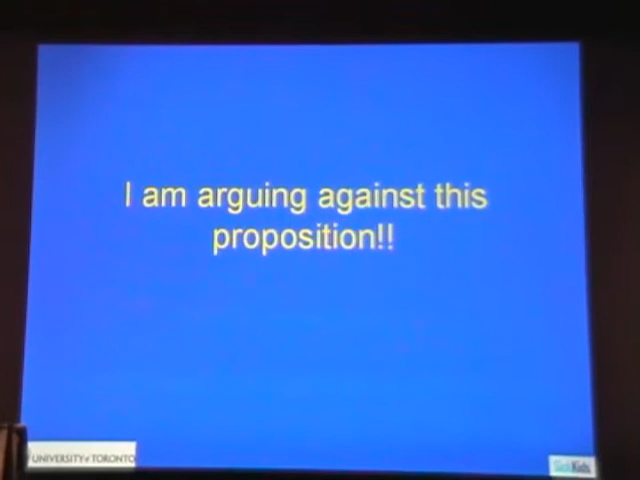 I am arguing against this
proposition!!
UNIVERSITY OF TORONTO
SickKids